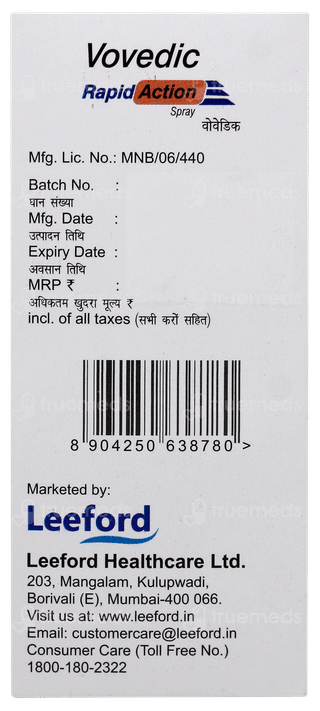 Vovedic
Rapid Action
Spray
वोवेडिक
Mfg. Lic. No.: MNB/06/440
Batch No. :
घान संख्या
Mfg. Date :
उत्पादन तिथि
Expiry Date :
अवसान तिथि
MRP ₹ :
अधिकतम खुदरा मूल्य ₹
incl. of all taxes (सभी करों सहित)
8 904250 638780 >
Marketed by:
Leeford
Leeford Healthcare Ltd.
203, Mangalam, Kulupwadi,
Borivali (E), Mumbai-400 066.
Visit us at: www.leeford.in
Email: customercare@leeford.in
Consumer Care (Toll Free No.)
1800-180-2322
truemeds